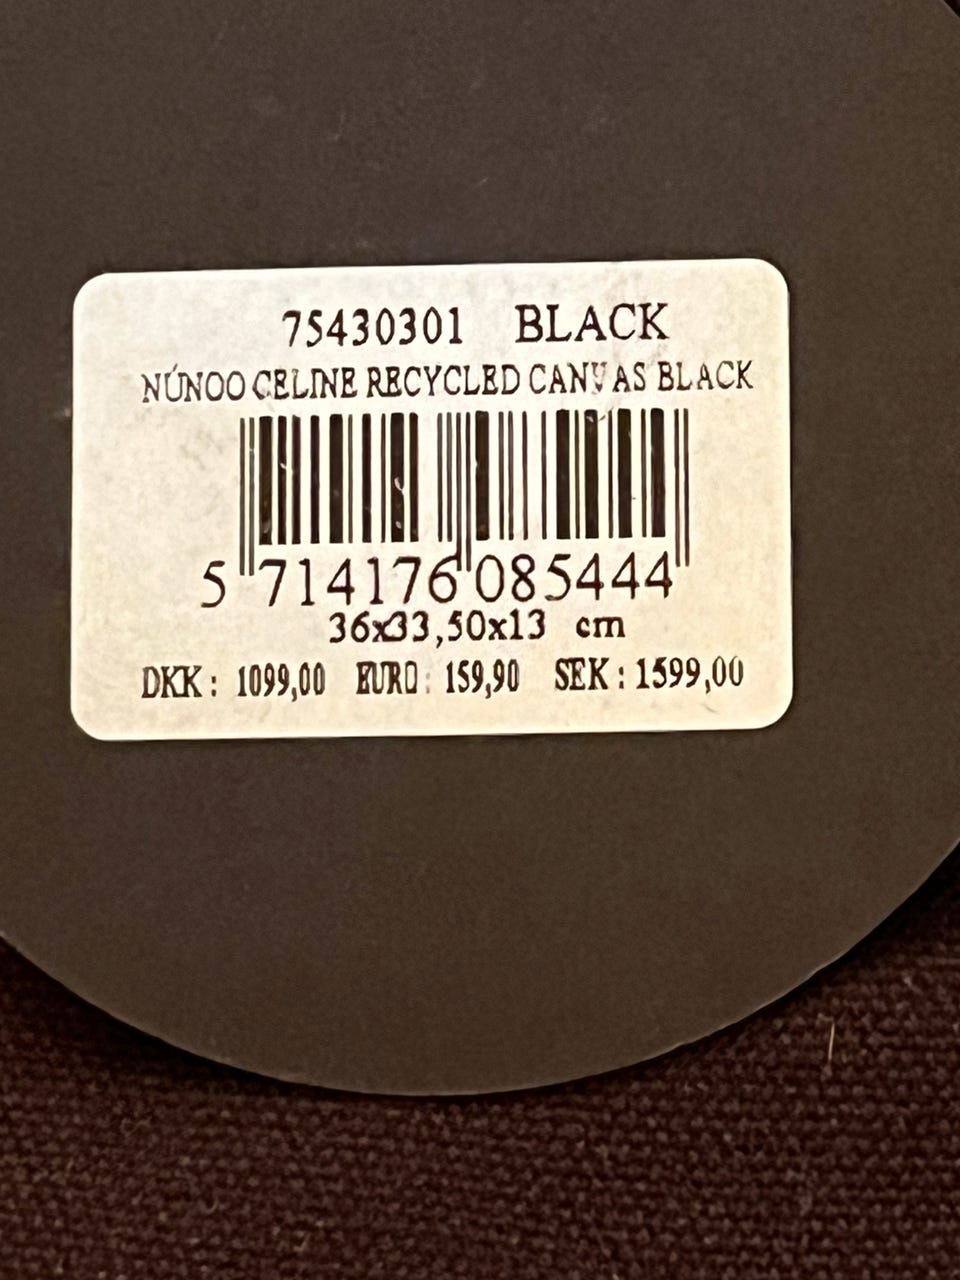 75430301 BLACK
NÚNOO CELINE RECYCLED CANVAS BLACK
5 714176 085444
36x33,50x13 cm
DKK: 1099,00 EURO: 159,90 SEK: 1599,00